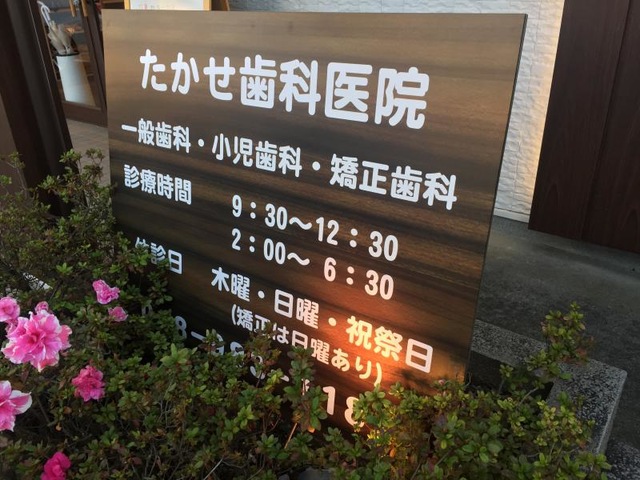 たかせ歯科医院
一般歯科・小児歯科・矯正歯科
診療時間 9：30～12：30
2：00～ 6：30
休診日 木曜・日曜・祝祭日
(矯正は日曜あり)